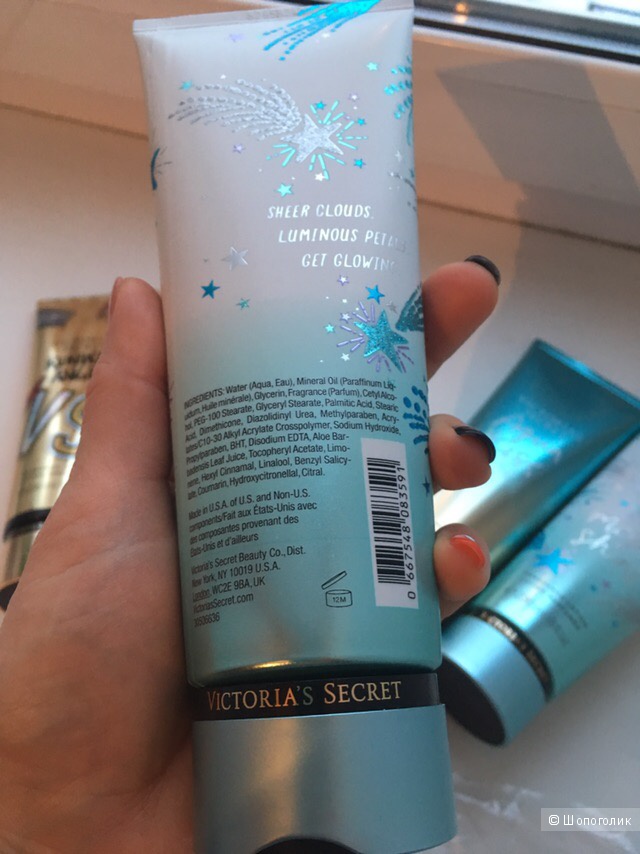 SHEER CLOUDS,
LUMINOUS PETALS.
GET GLOWING
INGREDIENTS: Water (Aqua, Eau), Mineral Oil (Paraffinum Liq-
uidum, Huile minérale), Glycerin, Fragrance (Parfum), Cetyl Alco-
hol, PEG-100 Stearate, Glyceryl Stearate, Palmitic Acid, Stearic
Acid, Dimethicone, Diazolidinyl Urea, Methylparaben, Acry-
lates/C10-30 Alkyl Acrylate Crosspolymer, Sodium Hydroxide,
Propylparaben, BHT, Disodium EDTA, Aloe Bar-
badensis Leaf Juice, Tocopheryl Acetate, Limo-
nene, Hexyl Cinnamal, Linalool, Benzyl Salicy-
late, Coumarin, Hydroxycitronellal, Citral.
Made in U.S.A. of U.S. and Non-U.S.
components/Fait aux États-Unis avec
des composantes provenant des
États-Unis et d'ailleurs
Victoria's Secret Beauty Co., Dist.
New York, NY 10019 U.S.A.
London, WC2E 9BA, UK
VictoriasSecret.com
12M
0 667548 083591
VICTORIA'S SECRET
© Шопоголик